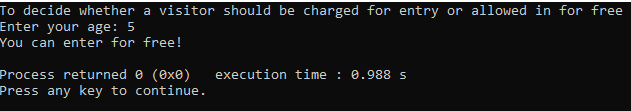 To decide whether a visitor should be charged for entry or allowed in for free
Enter your age: 5
You can enter for free!
Process returned 0 (0x0)   execution time : 0.988 s
Press any key to continue.